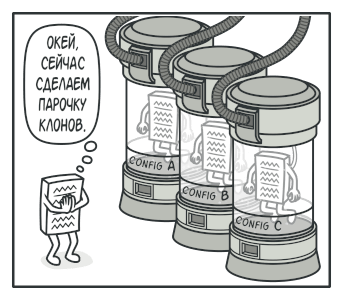 ОКЕЙ,
СЕЙЧАС
СДЕЛАЕМ
ПАРОЧКУ
КЛОНОВ.
CONFIG A
CONFIG B
CONFIG C